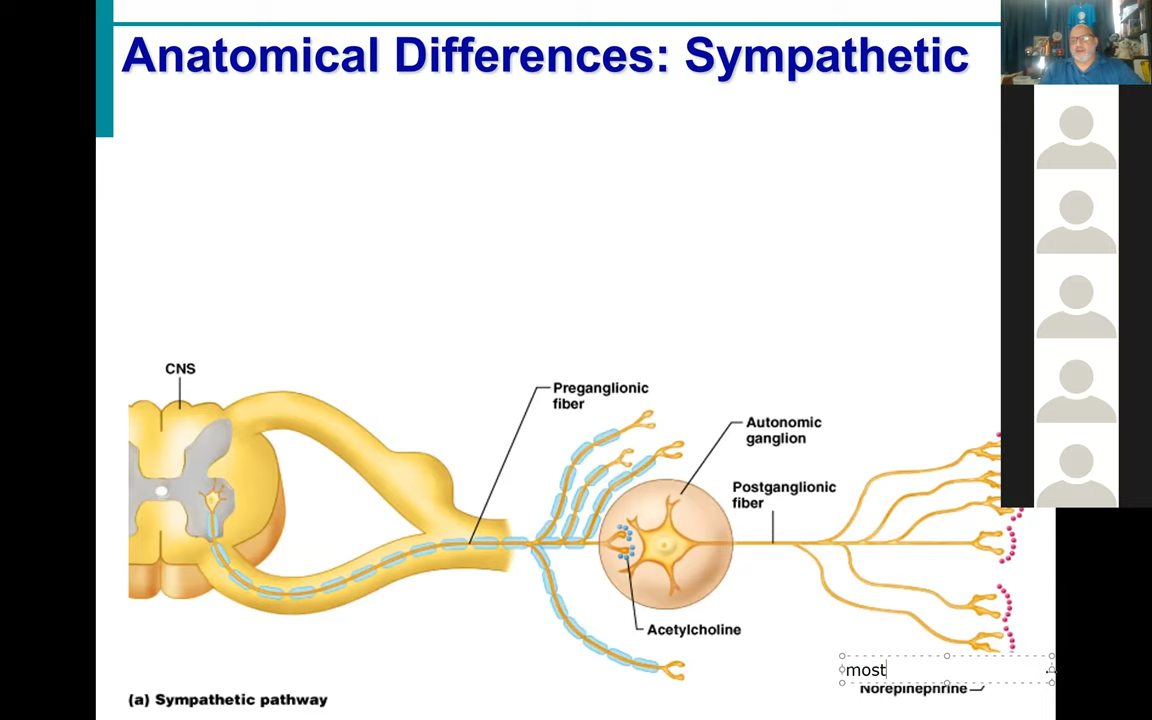 Anatomical Differences: Sympathetic
CNS
Preganglionic
fiber
Autonomic
ganglion
Postganglionic
fiber
Acetylcholine
most
Norepinephrine
(a) Sympathetic pathway